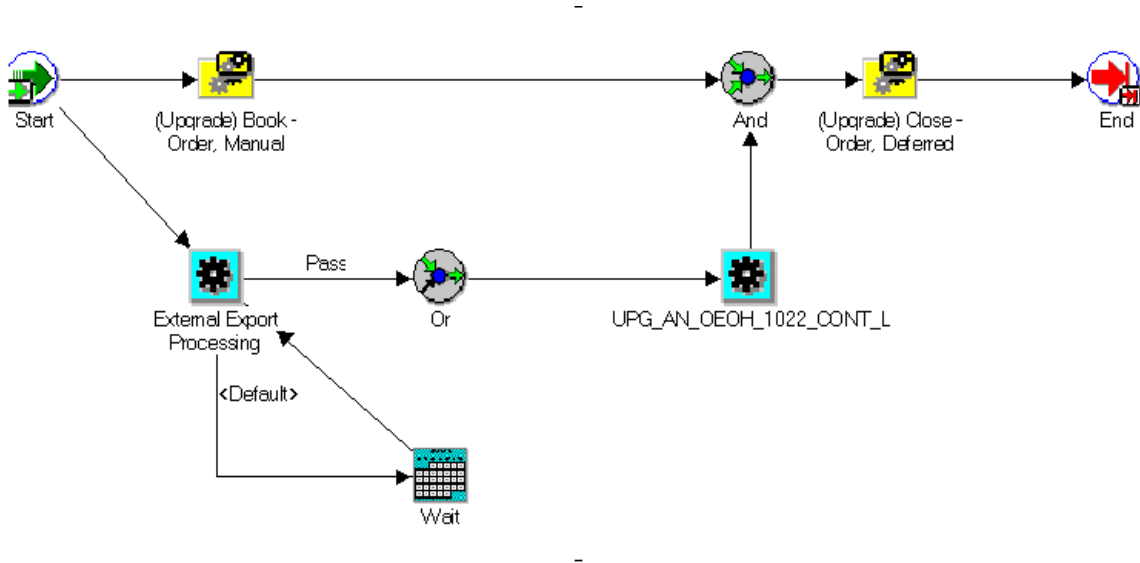 Start
(Upgrade) Book -
Order, Manual
And
(Upgrade) Close -
Order, Deferred
End
Pass
External Export
Processing
Or
UPG_AN_OEOH_1022_CONT_L
<Default>
Wait